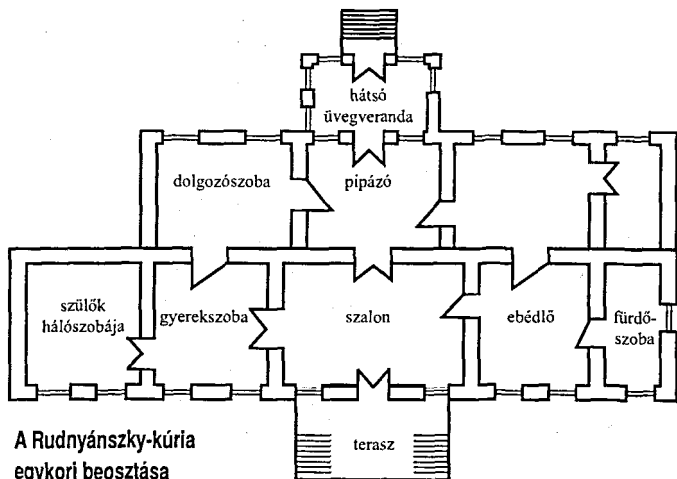 hátsó
üvegveranda
dolgozószoba
pipázó
szülők
hálószobája
gyerekszoba
szalon
ebédlő
fürdő-
szoba
terasz
A Rudnyánszky-kúria
egykori beosztása